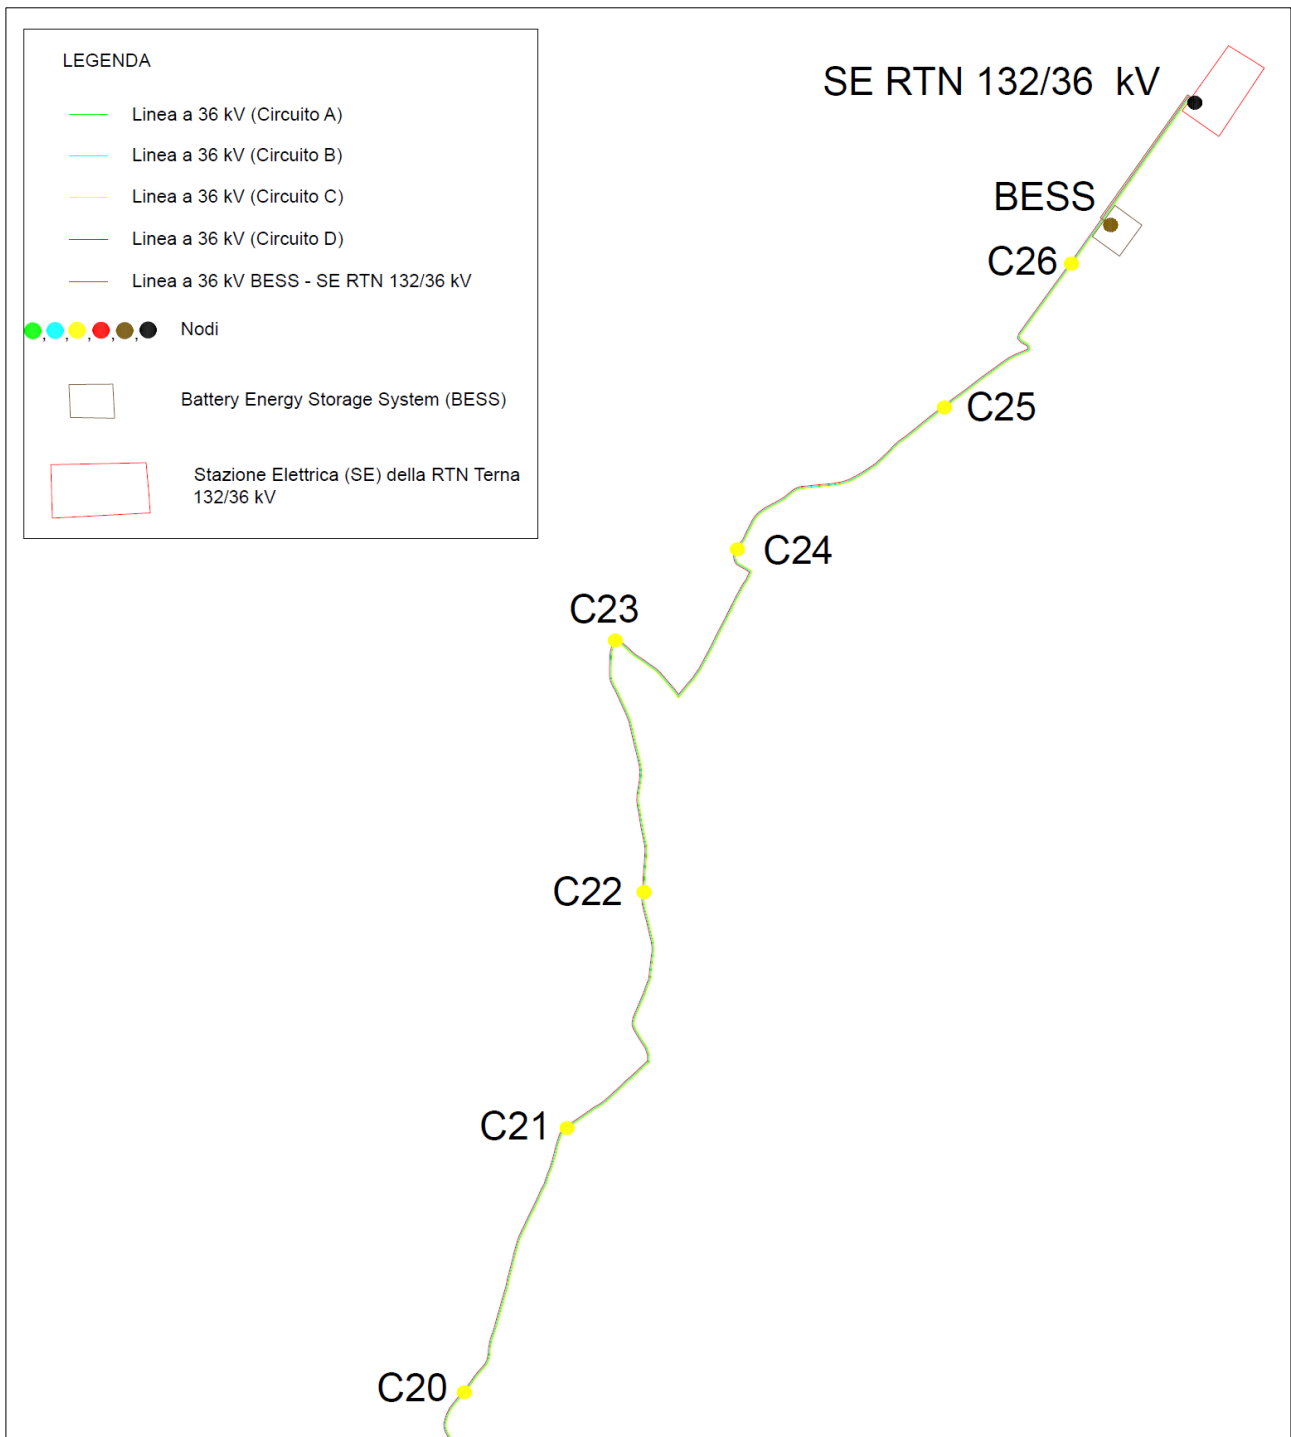 LEGENDA
Linea a 36 kV (Circuito A)
Linea a 36 kV (Circuito B)
Linea a 36 kV (Circuito C)
Linea a 36 kV (Circuito D)
Linea a 36 kV BESS - SE RTN 132/36 kV
, , , , , Nodi
Battery Energy Storage System (BESS)
Stazione Elettrica (SE) della RTN Terna
132/36 kV
SE RTN 132/36 kV
BESS
C26
C25
C24
C23
C22
C21
C20